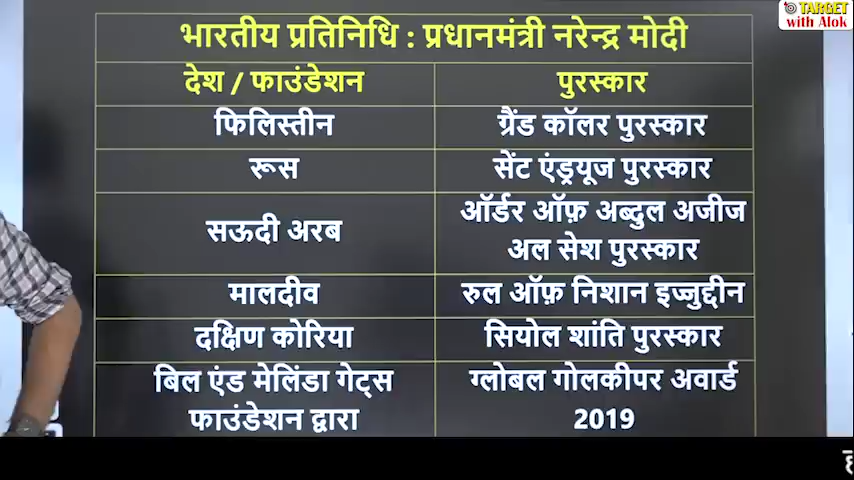 TARGET
with Alok
भारतीय प्रतिनिधि : प्रधानमंत्री नरेन्द्र मोदी
देश / फाउंडेशन पुरस्कार
फिलिस्तीन ग्रैंड कॉलर पुरस्कार
रूस सेंट एंड्रयूज पुरस्कार
सऊदी अरब ऑर्डर ऑफ़ अब्दुल अजीज
अल सेश पुरस्कार
मालदीव रुल ऑफ़ निशान इज्जुद्दीन
दक्षिण कोरिया सियोल शांति पुरस्कार
बिल एंड मेलिंडा गेट्स ग्लोबल गोलकीपर अवार्ड
फाउंडेशन द्वारा 2019